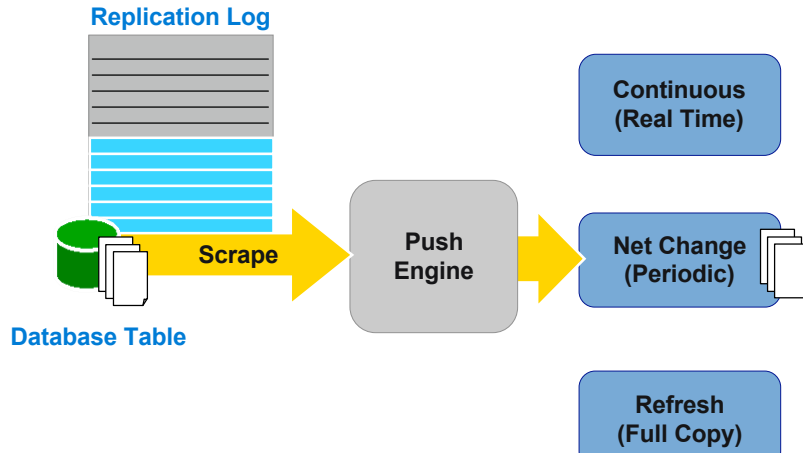 Replication Log
Continuous
(Real Time)
Scrape
Push
Engine
Net Change
(Periodic)
Database Table
Refresh
(Full Copy)